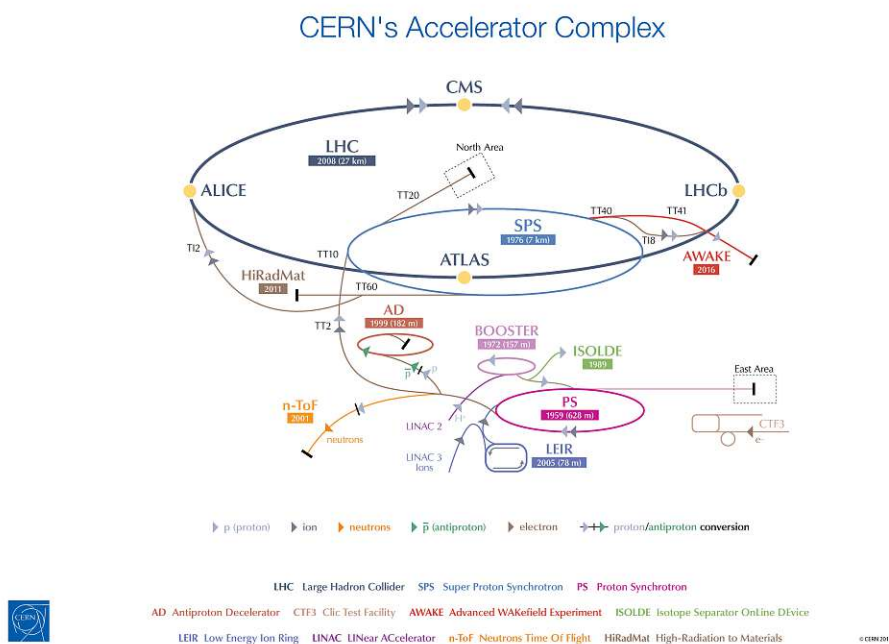 CERN's Accelerator Complex
CMS
LHC
2008 (27 km)
North Area
ALICE
LHCb
TT20
TT40
TT41
SPS
1976 (7 km)
TI8
TI2
TT10
ATLAS
AWAKE
2016
HiRadMat
2011
TT60
AD
1999 (182 m)
TT2
BOOSTER
1972 (157 m)
ISOLDE
1989
p̅
p
East Area
n-ToF
2001
PS
1959 (628 m)
LINAC 2
neutrons
CTF3
e-
LEIR
2005 (78 m)
LINAC 3
Ions
p (proton) ion neutrons p̅ (antiproton) electron proton/antiproton conversion
LHC Large Hadron Collider SPS Super Proton Synchrotron PS Proton Synchrotron
AD Antiproton Decelerator CTF3 Clic Test Facility AWAKE Advanced WAKefield Experiment ISOLDE Isotope Separator OnLine DEvice
LEIR Low Energy Ion Ring LINAC LINear ACcelerator n-ToF Neutrons Time Of Flight HiRadMat High-Radiation to Materials
CERN
© CERN 201